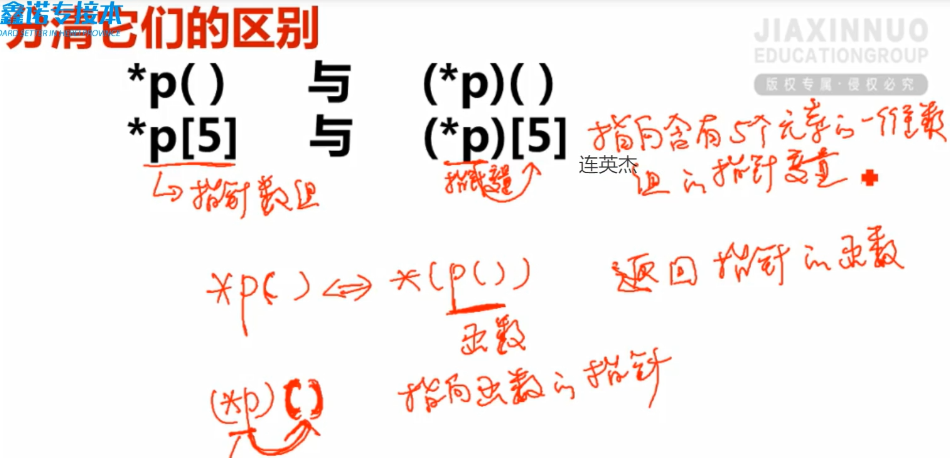 鑫诺专接本
分清它们的区别
JIAXINNUO
EDUCATIONGROUP
版权专属·侵权必究
*p( ) 与 (*p)( )
*p[5] 与 (*p)[5]
指向含有5个元素的一维数
组的指针变量
连英杰
指针数组
指针变量
*p( ) ⇔ *(p( ))
返回指针的函数
函数
(*p) ( )
指向函数的指针